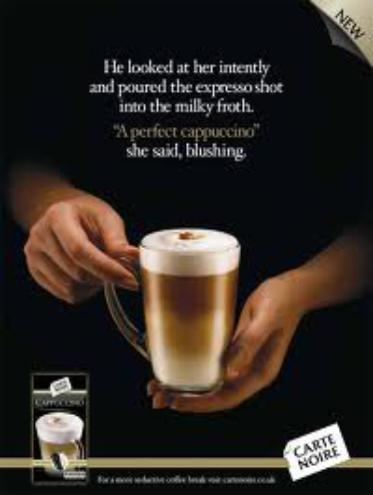 NEW
He looked at her intently
and poured the expresso shot
into the milky froth.
"A perfect cappuccino"
she said, blushing.
CAPPUCCINO
CARTE
NOIRE
For a more seductive coffee break visit cartenoire.co.uk